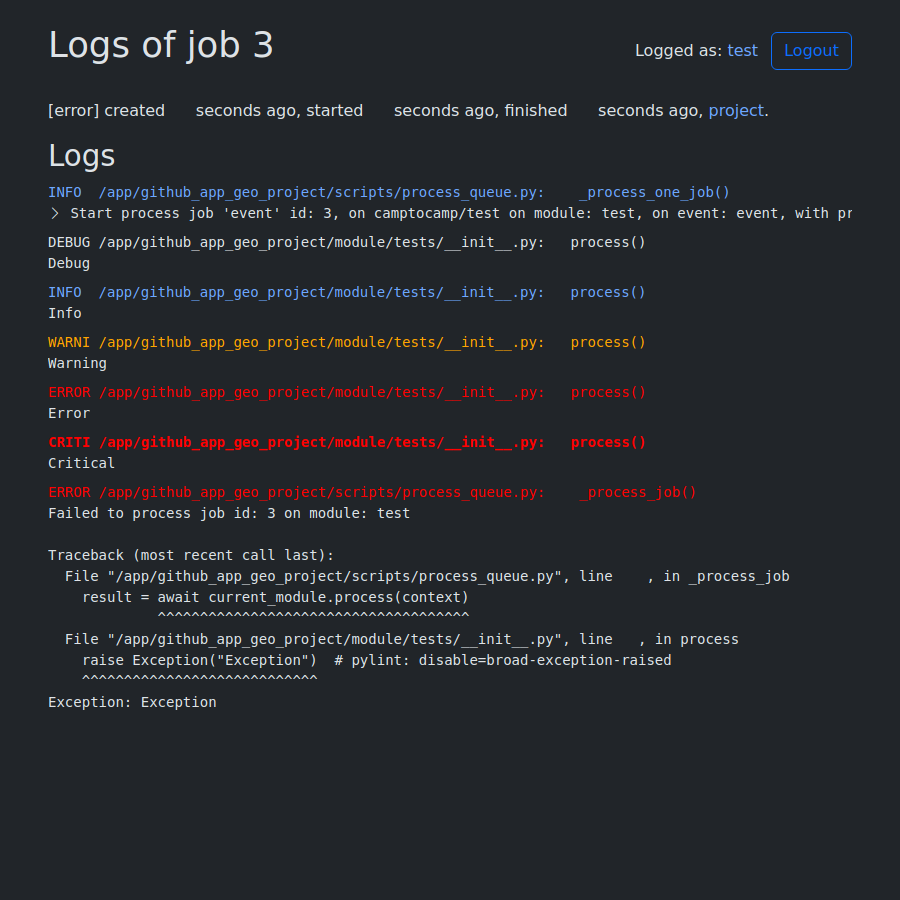 Logs of job 3
Logged as: test Logout
[error] created seconds ago, started seconds ago, finished seconds ago, project.
Logs
INFO  /app/github_app_geo_project/scripts/process_queue.py:    _process_one_job()
> Start process job 'event' id: 3, on camptocamp/test on module: test, on event: event, with pr
DEBUG /app/github_app_geo_project/module/tests/__init__.py:   process()
Debug
INFO  /app/github_app_geo_project/module/tests/__init__.py:   process()
Info
WARNI /app/github_app_geo_project/module/tests/__init__.py:   process()
Warning
ERROR /app/github_app_geo_project/module/tests/__init__.py:   process()
Error
CRITI /app/github_app_geo_project/module/tests/__init__.py:   process()
Critical
ERROR /app/github_app_geo_project/scripts/process_queue.py:    _process_job()
Failed to process job id: 3 on module: test
Traceback (most recent call last):
  File "/app/github_app_geo_project/scripts/process_queue.py", line    , in _process_job
    result = await current_module.process(context)
             ^^^^^^^^^^^^^^^^^^^^^^^^^^^^^^^^^^^^^
  File "/app/github_app_geo_project/module/tests/__init__.py", line   , in process
    raise Exception("Exception")  # pylint: disable=broad-exception-raised
    ^^^^^^^^^^^^^^^^^^^^^^^^^^^^
Exception: Exception